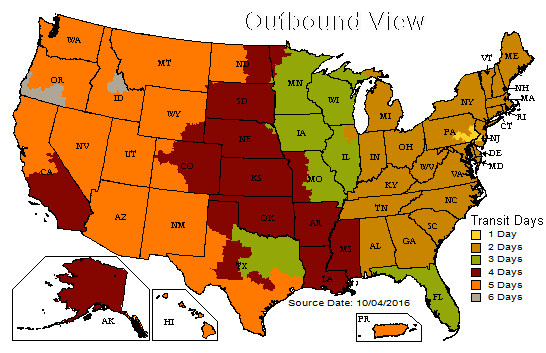 Outbound View
WA
MT
ND
OR
ID
MN
WI
SD
WY
VT
ME
NH
MA
NY
RI
CT
MI
PA
NJ
DE
MD
NV
UT
CO
NE
IA
IL
IN
OH
WV
VA
CA
KS
MO
KY
NC
TN
AZ
NM
OK
AR
SC
MS
AL
GA
TX
LA
FL
AK
HI
PR
Transit Days
1 Day
2 Days
3 Days
4 Days
5 Days
6 Days
Source Date: 10/04/2016